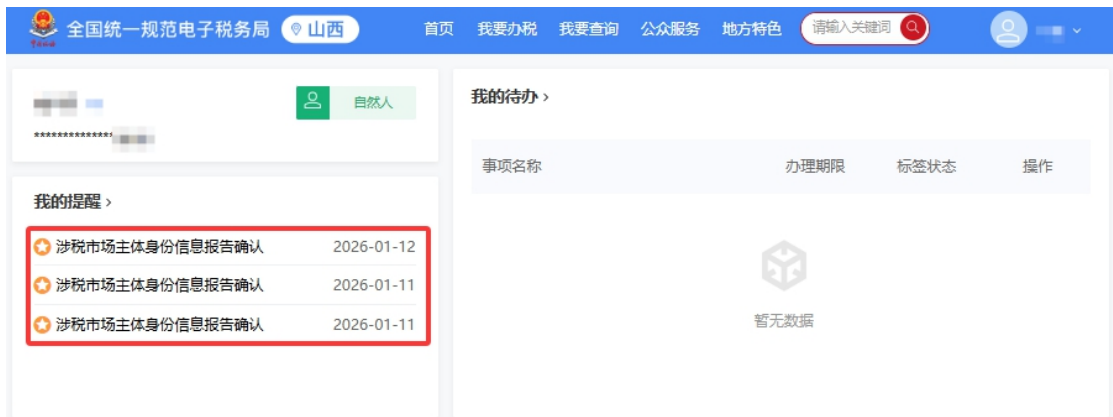 全国统一规范电子税务局 山西 首页 我要办税 我要查询 公众服务 地方特色 请输入关键词
自然人
**************
我的提醒 ›
涉税市场主体身份信息报告确认 2026-01-12
涉税市场主体身份信息报告确认 2026-01-11
涉税市场主体身份信息报告确认 2026-01-11
我的待办 ›
事项名称 办理期限 标签状态 操作
暂无数据